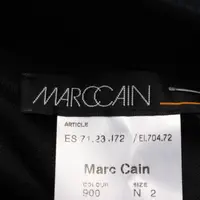 MARCCAIN
ARTICLE
ES 71.23 J72 / EL704.72
Marc Cain
COLOUR SIZE
900 N 2